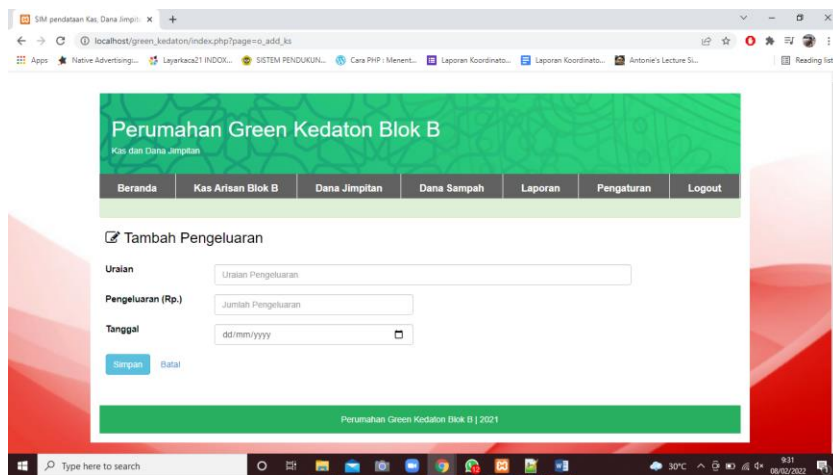 SIM pendataan Kas, Dana Jimpit
localhost/green_kedaton/index.php?page=o_add_ks
Apps Native Advertising:... Layarkaca21 INDOX... SISTEM PENDUKUN... Cara PHP : Menent... Laporan Koordinato... Laporan Koordinato... Antonie's Lecture Si... Reading list
Perumahan Green Kedaton Blok B
Kas dan Dana Jimpitan
Beranda Kas Arisan Blok B Dana Jimpitan Dana Sampah Laporan Pengaturan Logout
Tambah Pengeluaran
Uraian Uraian Pengeluaran
Pengeluaran (Rp.) Jumlah Pengeluaran
Tanggal dd/mm/yyyy
Simpan Batal
Perumahan Green Kedaton Blok B | 2021
Type here to search 30°C 9:31
08/02/2022